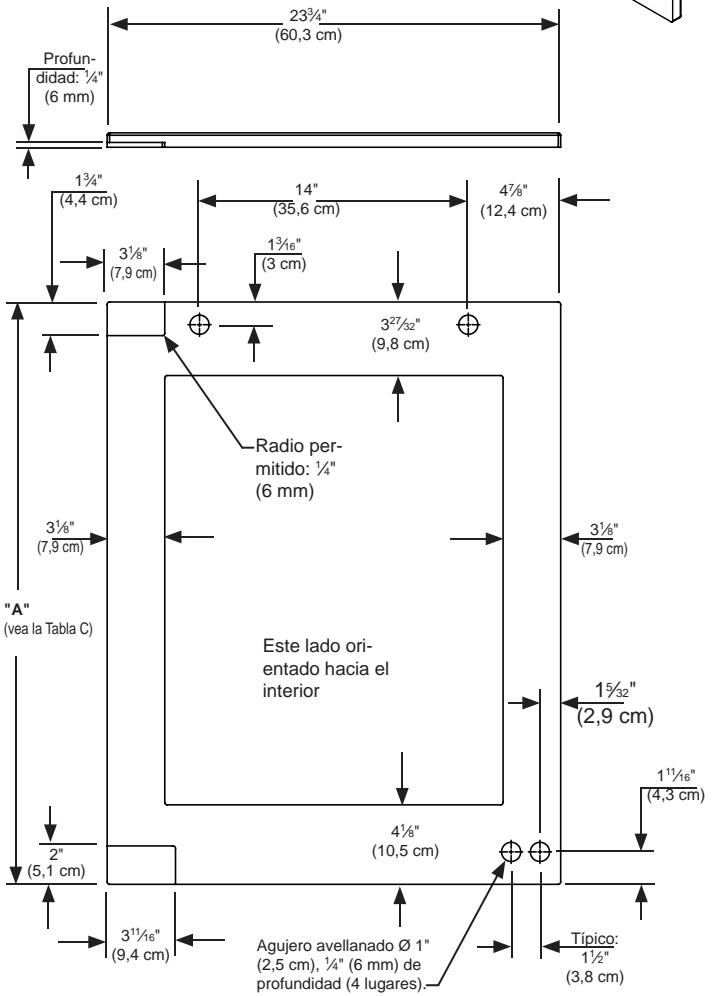 23¾"
(60,3 cm)
Profun-
didad: ¼"
(6 mm)
1¾"
(4,4 cm)
14"
(35,6 cm)
4⅞"
(12,4 cm)
3⅛"
(7,9 cm)
1³⁄₁₆"
(3 cm)
3²⁷⁄₃₂"
(9,8 cm)
Radio per-
mitido: ¼"
(6 mm)
3⅛"
(7,9 cm)
3⅛"
(7,9 cm)
"A"
(vea la Tabla C)
Este lado ori-
entado hacia el
interior
1⁵⁄₃₂"
(2,9 cm)
1¹¹⁄₁₆"
(4,3 cm)
2"
(5,1 cm)
4⅛"
(10,5 cm)
3¹¹⁄₁₆"
(9,4 cm)
Agujero avellanado Ø 1"
(2,5 cm), ¼" (6 mm) de
profundidad (4 lugares).
Típico:
1½"
(3,8 cm)